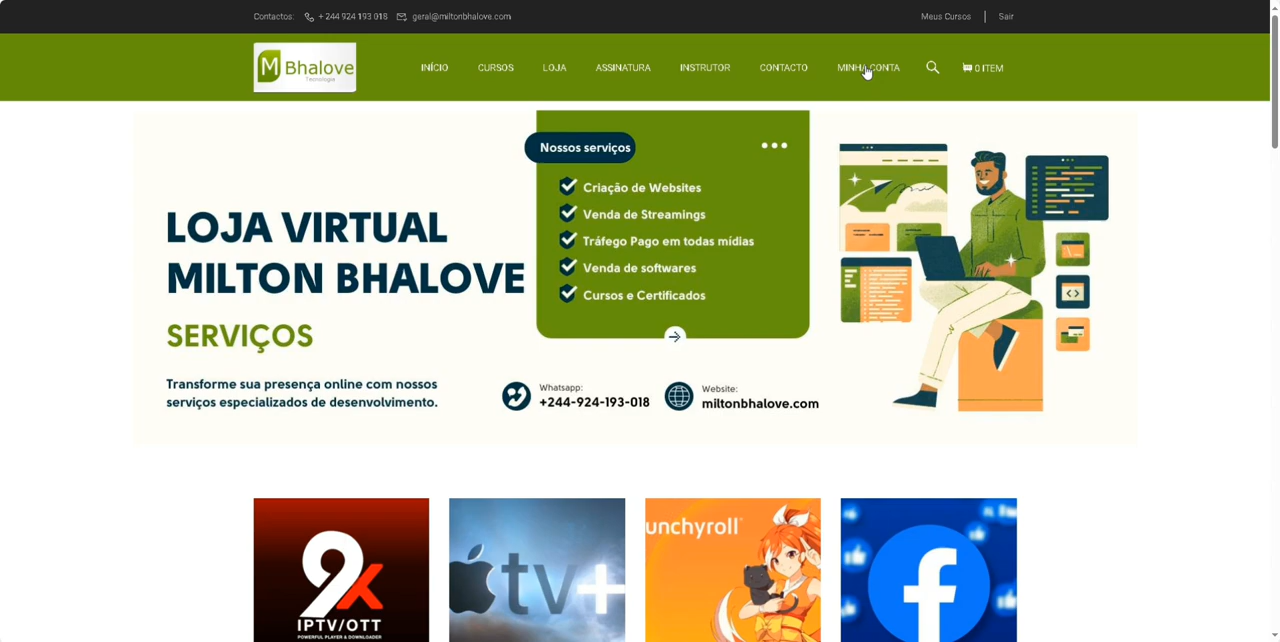 Contactos: + 244 924 193 018 geral@miltonbhalove.com Meus Cursos Sair
M Bhalove
Tecnologia
INÍCIO CURSOS LOJA ASSINATURA INSTRUTOR CONTACTO MINHA CONTA 0 ITEM
Nossos serviços
Criação de Websites
Venda de Streamings
Tráfego Pago em todas mídias
Venda de softwares
Cursos e Certificados
LOJA VIRTUAL
MILTON BHALOVE
SERVIÇOS
Transforme sua presença online com nossos
serviços especializados de desenvolvimento.
Whatsapp:
+244-924-193-018
Website:
miltonbhalove.com
9x
IPTV/OTT
POWERFUL PLAYER & DOWNLOADER
tv+
unchyroll
f